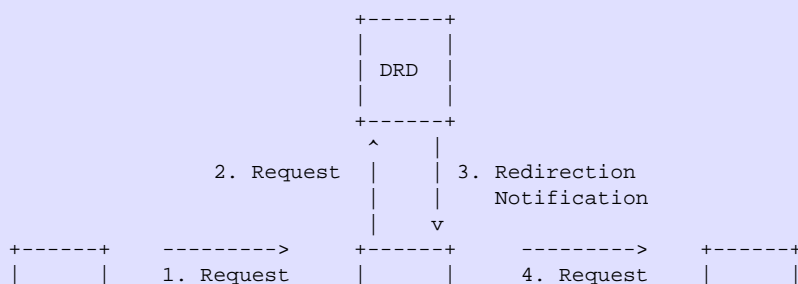 DRD
2. Request 3. Redirection
Notification
1. Request 4. Request